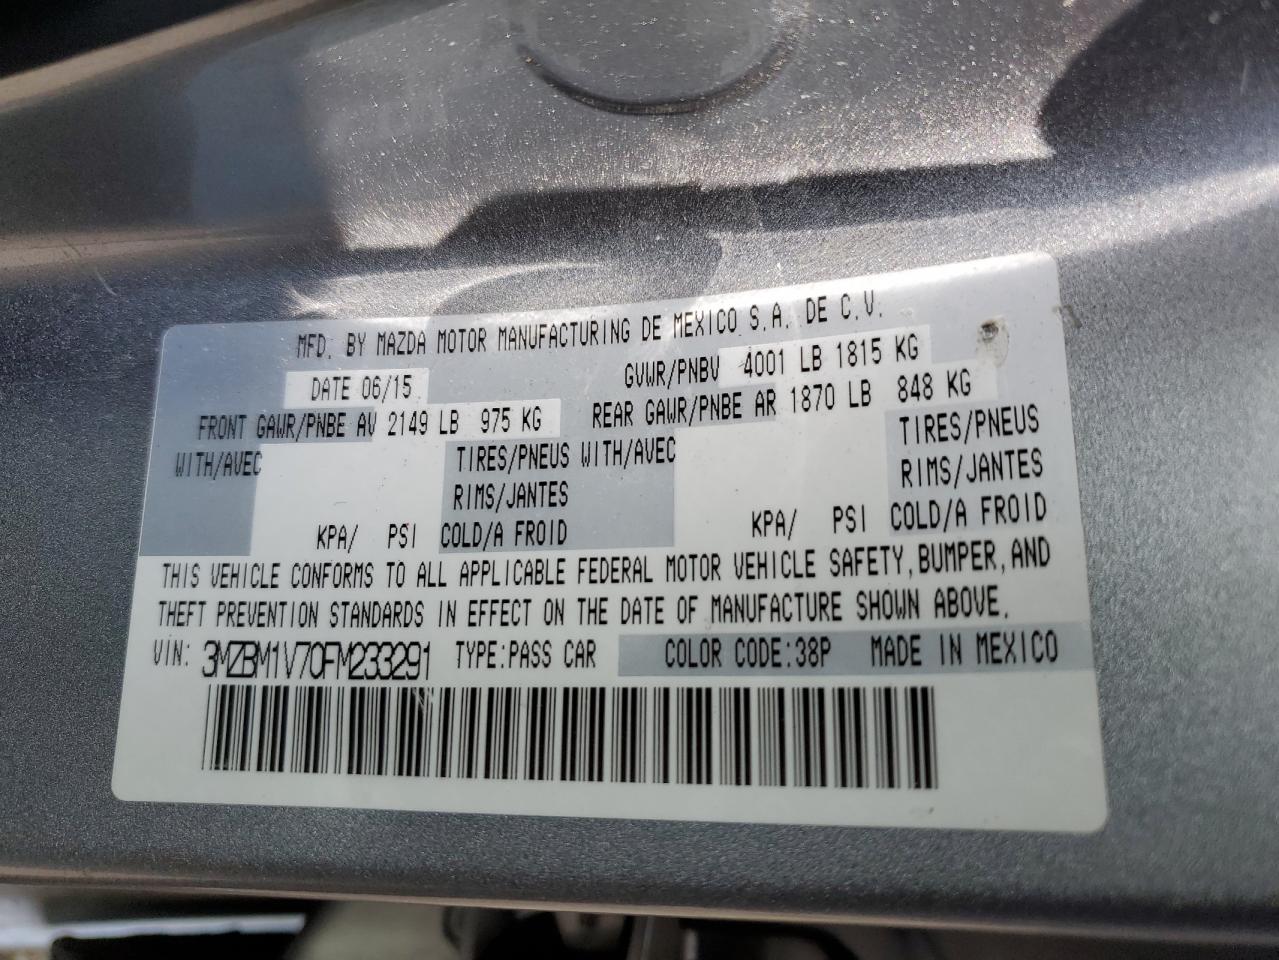 MFD. BY MAZDA MOTOR MANUFACTURING DE MEXICO S.A. DE C.V.
DATE 06/15 GVWR/PNBV 4001 LB 1815 KG
FRONT GAWR/PNBE AV 2149 LB 975 KG REAR GAWR/PNBE AR 1870 LB 848 KG
WITH/AVEC TIRES/PNEUS WITH/AVEC TIRES/PNEUS
RIMS/JANTES RIMS/JANTES
KPA/ PSI COLD/A FROID KPA/ PSI COLD/A FROID
THIS VEHICLE CONFORMS TO ALL APPLICABLE FEDERAL MOTOR VEHICLE SAFETY, BUMPER, AND
THEFT PREVENTION STANDARDS IN EFFECT ON THE DATE OF MANUFACTURE SHOWN ABOVE.
VIN: 3MZBM1V70FM233291 TYPE:PASS CAR COLOR CODE:38P MADE IN MEXICO